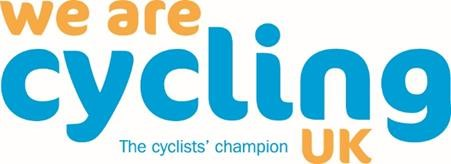 we are
cycling
The cyclists' champion UK